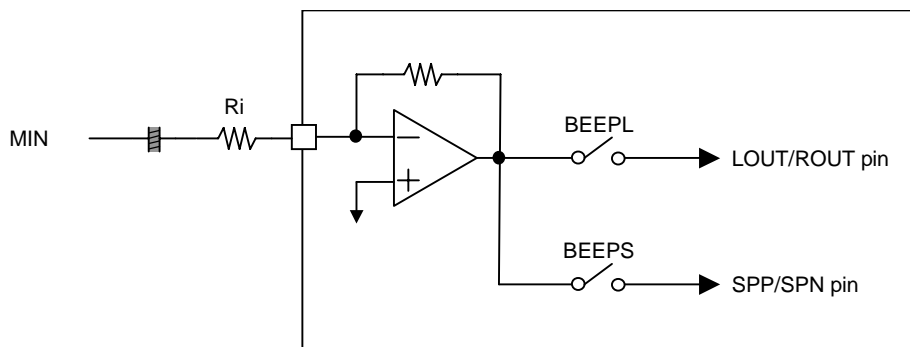 Ri
MIN
BEEPL
LOUT/ROUT pin
BEEPS
SPP/SPN pin